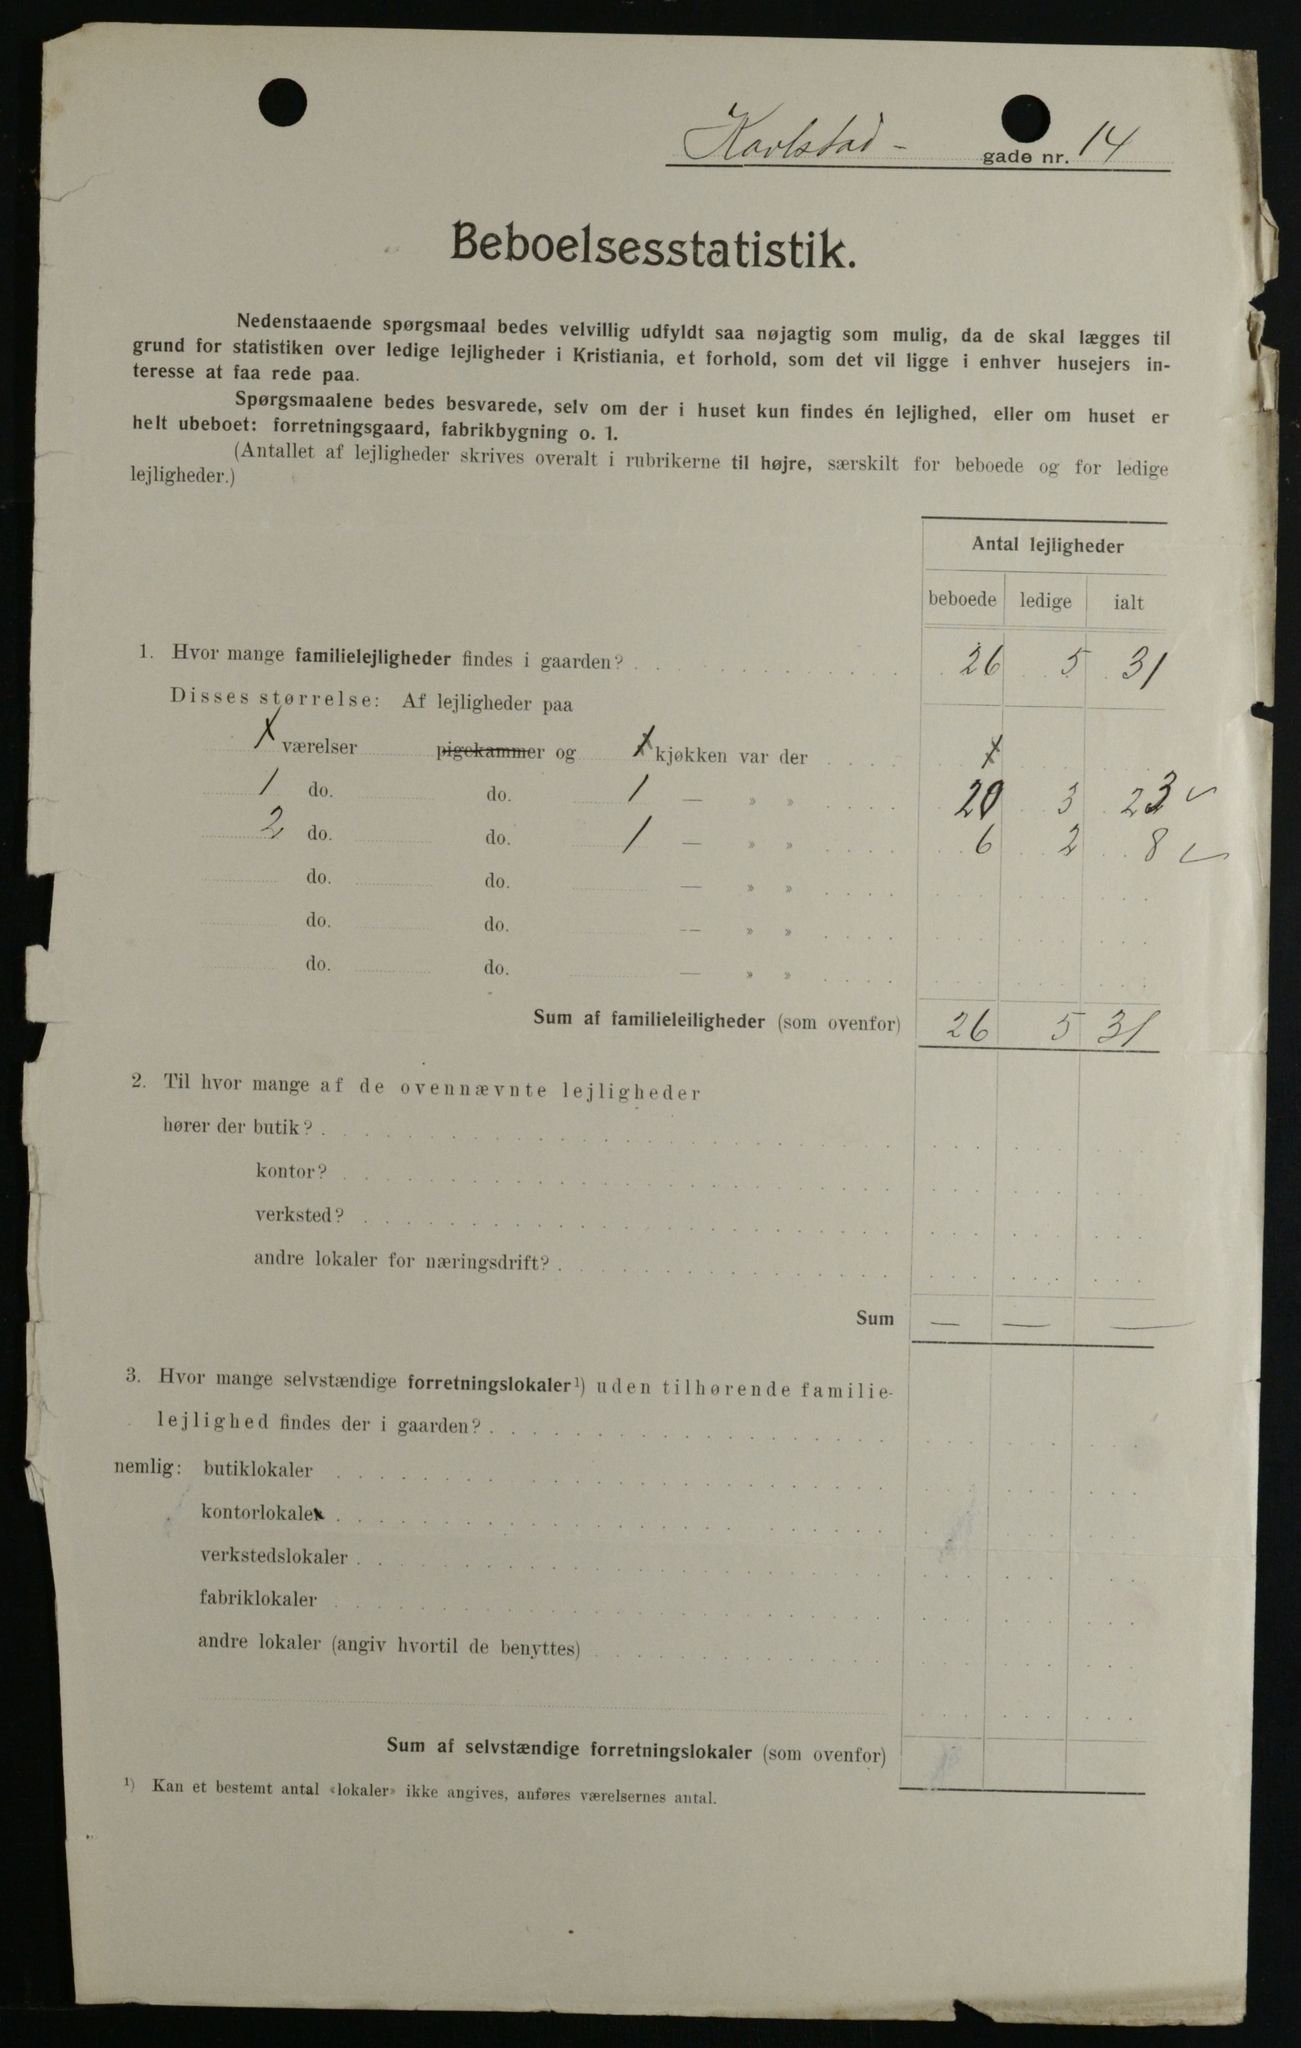 Karlstad- gade nr. 14
Beboelsesstatistik.
Nedenstaaende spørgsmaal bedes velvillig udfyldt saa nøjagtig som mulig, da de skal lægges til
grund for statistiken over ledige lejligheder i Kristiania, et forhold, som det vil ligge i enhver husejers in-
teresse at faa rede paa.
Spørgsmaalene bedes besvarede, selv om der i huset kun findes én lejlighed, eller om huset er
helt ubeboet: forretningsgaard, fabrikbygning o. l.
(Antallet af lejligheder skrives overalt i rubrikerne til højre, særskilt for beboede og for ledige
lejligheder.)
Antal lejligheder
beboede ledige ialt
1. Hvor mange familielejligheder findes i gaarden? 26 5 31
Disses størrelse: Af lejligheder paa
værelser pigekammer og kjøkken var der
1 do. do. 1 — » » 20 3 23 ✓
2 do. do. 1 — » » 6 2 8 ✓
do. do. — » »
do. do. — » »
do. do. — » »
Sum af familieleiligheder (som ovenfor) 26 5 31
2. Til hvor mange af de ovennævnte lejligheder
hører der butik?
kontor?
verksted?
andre lokaler for næringsdrift?
Sum — — —
3. Hvor mange selvstændige forretningslokaler¹) uden tilhørende familie-
lejlighed findes der i gaarden?
nemlig: butiklokaler
kontorlokaler
verkstedslokaler
fabriklokaler
andre lokaler (angiv hvortil de benyttes)
Sum af selvstændige forretningslokaler (som ovenfor)
¹) Kan et bestemt antal «lokaler» ikke angives, anføres værelsernes antal.